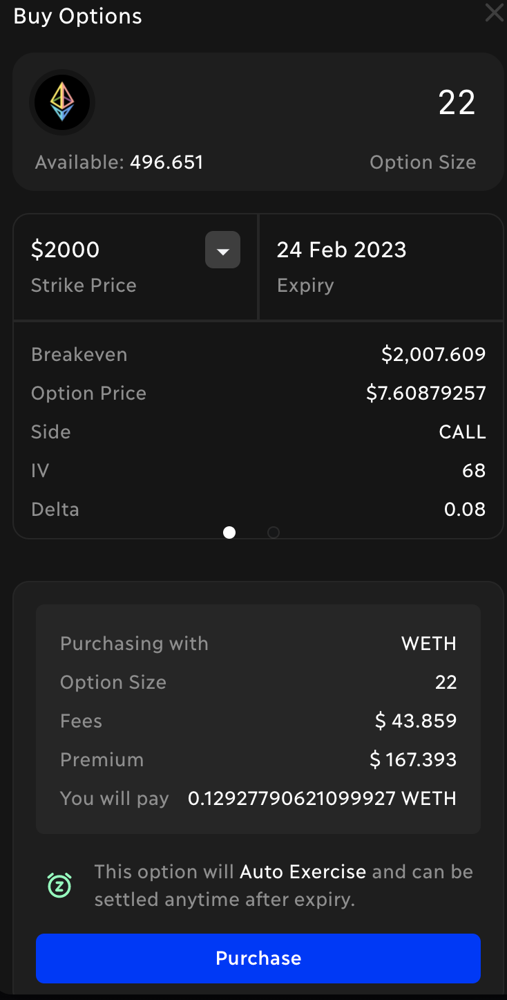 Buy Options
22
Available: 496.651 Option Size
$2000 24 Feb 2023
Strike Price Expiry
Breakeven $2,007.609
Option Price $7.60879257
Side CALL
IV 68
Delta 0.08
Purchasing with WETH
Option Size 22
Fees $ 43.859
Premium $ 167.393
You will pay 0.12927790621099927 WETH
This option will Auto Exercise and can be
settled anytime after expiry.
Purchase